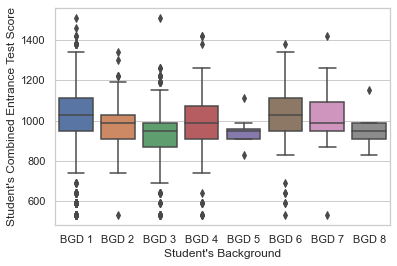 Student's Combined Entrance Test Score
1400
1200
1000
800
600
BGD 1 BGD 2 BGD 3 BGD 4 BGD 5 BGD 6 BGD 7 BGD 8
Student's Background